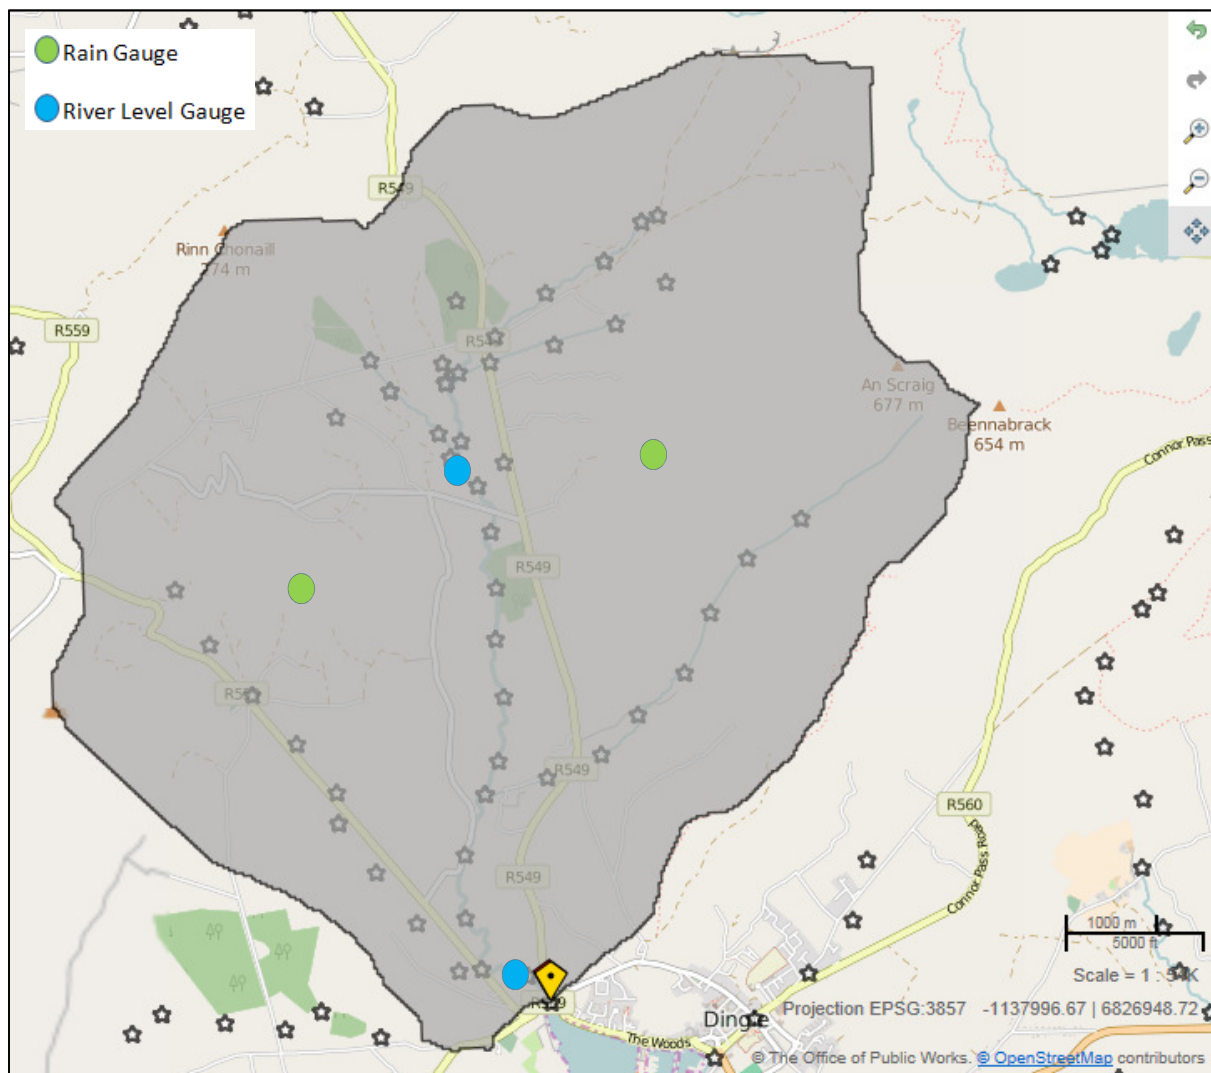 Rain Gauge
River Level Gauge
R549
Rinn Chonaill
774 m
R559
R549
An Scraig
677 m
Beennabrack
654 m
Connor Pass
R549
R559
R549
R560
Connor Pass Road
R549
1000 m
5000 ft
Scale = 1 : 54K
Projection EPSG:3857 -1137996.67 | 6826948.72
Dingle
The Woods
© The Office of Public Works. © OpenStreetMap contributors